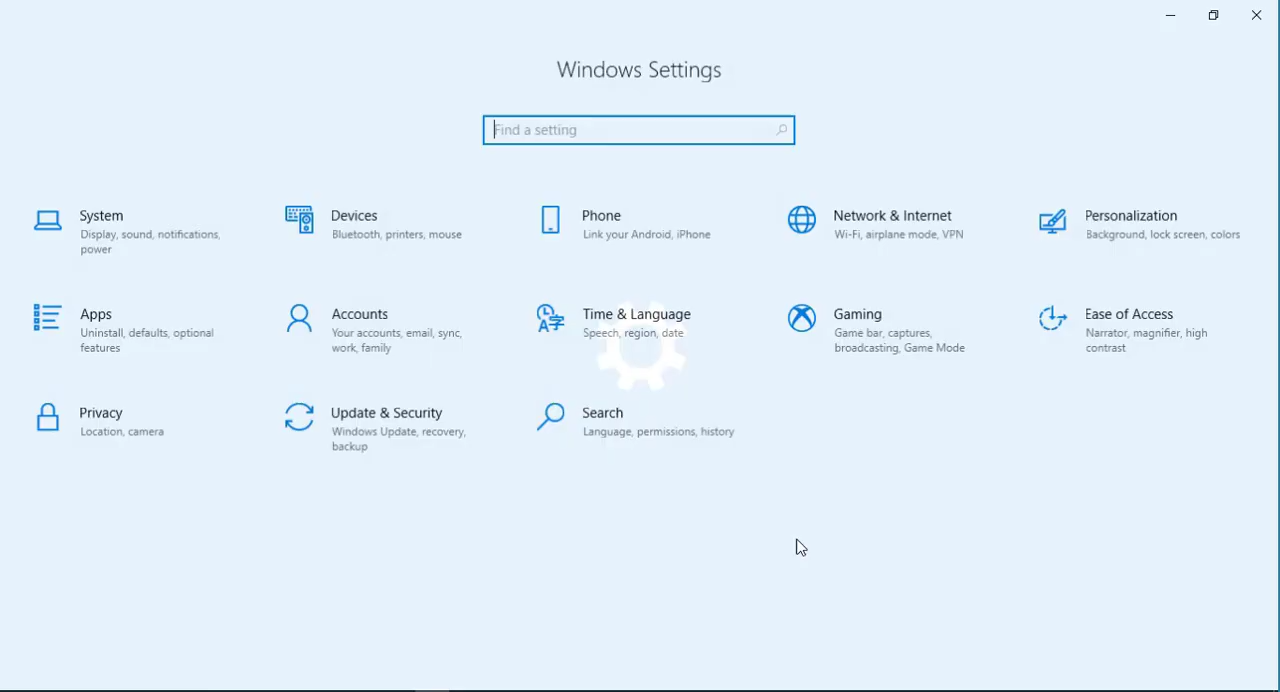 Windows Settings
Find a setting
System
Display, sound, notifications,
power
Devices
Bluetooth, printers, mouse
Phone
Link your Android, iPhone
Network & Internet
Wi-Fi, airplane mode, VPN
Personalization
Background, lock screen, colors
Apps
Uninstall, defaults, optional
features
Accounts
Your accounts, email, sync,
work, family
Time & Language
Speech, region, date
Gaming
Game bar, captures,
broadcasting, Game Mode
Ease of Access
Narrator, magnifier, high
contrast
Privacy
Location, camera
Update & Security
Windows Update, recovery,
backup
Search
Language, permissions, history